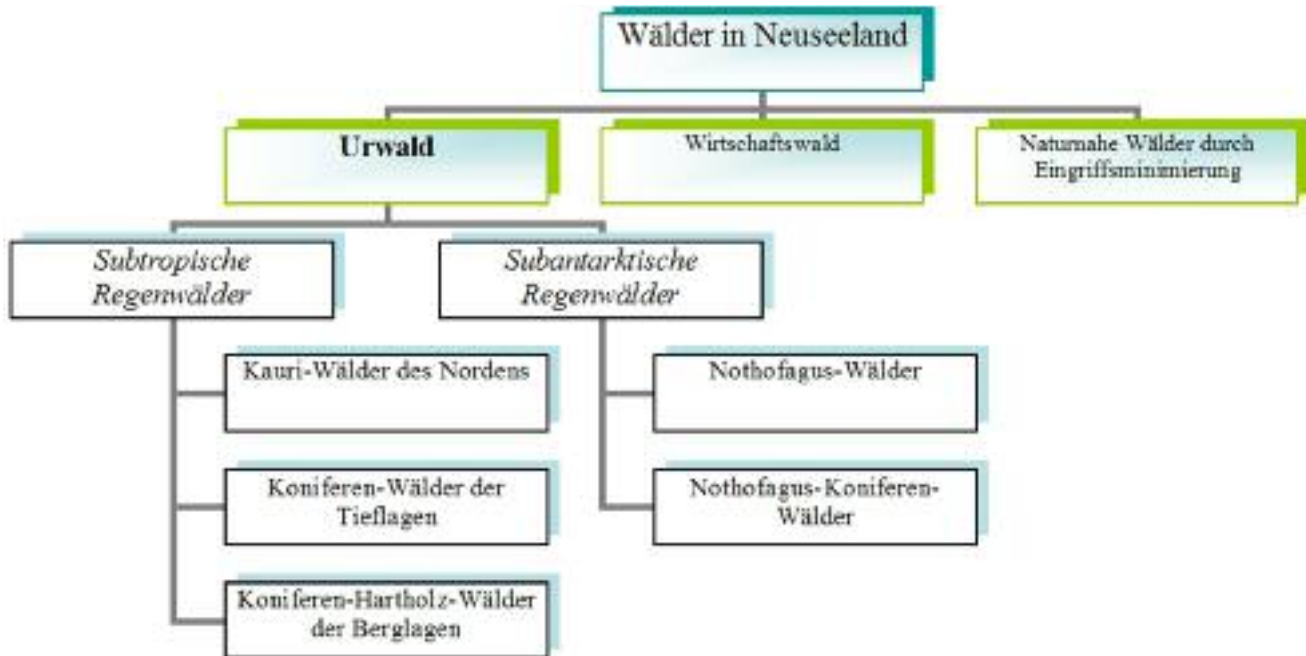 Wälder in Neuseeland
Urwald
Wirtschaftswald
Naturnahe Wälder durch
Eingriffsminimierung
Subtropische
Regenwälder
Subantarktische
Regenwälder
Kauri-Wälder des Nordens
Nothofagus-Wälder
Koniferen-Wälder der
Tieflagen
Nothofagus-Koniferen-
Wälder
Koniferen-Hartholz-Wälder
der Berglagen